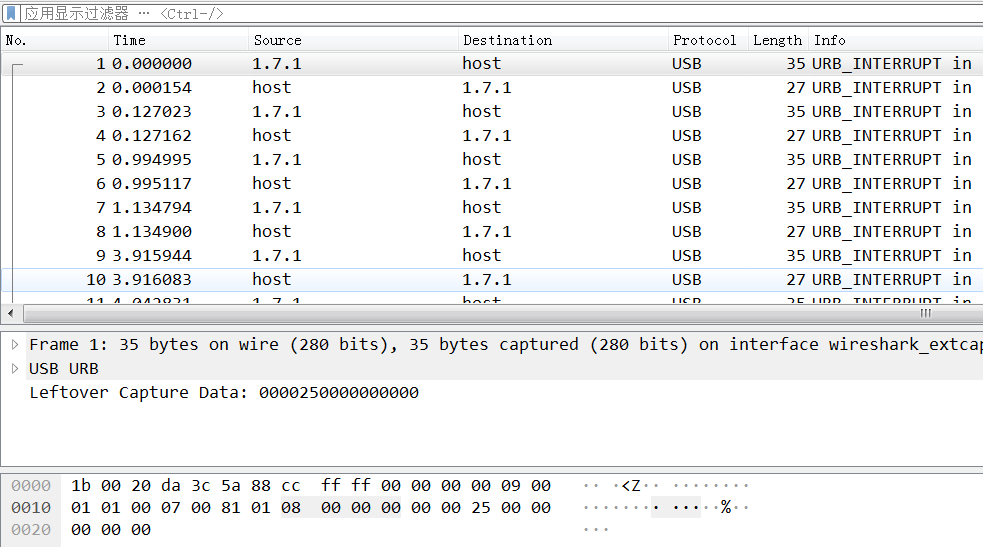 应用显示过滤器 … <Ctrl-/>
No. Time Source Destination Protocol Length Info
1 0.000000 1.7.1 host USB 35 URB_INTERRUPT in
2 0.000154 host 1.7.1 USB 27 URB_INTERRUPT in
3 0.127023 1.7.1 host USB 35 URB_INTERRUPT in
4 0.127162 host 1.7.1 USB 27 URB_INTERRUPT in
5 0.994995 1.7.1 host USB 35 URB_INTERRUPT in
6 0.995117 host 1.7.1 USB 27 URB_INTERRUPT in
7 1.134794 1.7.1 host USB 35 URB_INTERRUPT in
8 1.134900 host 1.7.1 USB 27 URB_INTERRUPT in
9 3.915944 1.7.1 host USB 35 URB_INTERRUPT in
10 3.916083 host 1.7.1 USB 27 URB_INTERRUPT in
11 4.042831 1.7.1 host USB 35 URB_INTERRUPT in
Frame 1: 35 bytes on wire (280 bits), 35 bytes captured (280 bits) on interface wireshark_extcap
USB URB
Leftover Capture Data: 0000250000000000
0000 1b 00 20 da 3c 5a 88 cc ff ff 00 00 00 00 09 00 ·· ·<Z·· ········
0010 01 01 00 07 00 81 01 08 00 00 00 00 00 25 00 00 ········ ·····%··
0020 00 00 00 ···